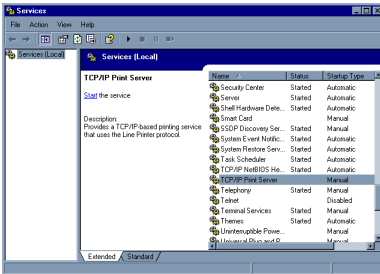 Services
File Action View Help
Services (Local)
Services (Local)
TCP/IP Print Server
Start the service
Description:
Provides a TCP/IP-based printing service
that uses the Line Printer protocol.
Name Status Startup Type
Security Center Started Automatic
Server Started Automatic
Shell Hardware Dete... Started Automatic
Smart Card Manual
SSDP Discovery Ser... Started Manual
System Event Notific... Started Automatic
System Restore Serv... Started Automatic
Task Scheduler Started Automatic
TCP/IP NetBIOS He... Started Automatic
TCP/IP Print Server Manual
Telephony Started Manual
Telnet Disabled
Terminal Services Started Manual
Themes Started Automatic
Uninterruptible Powe... Manual
Universal Plug and P... Manual
Extended Standard